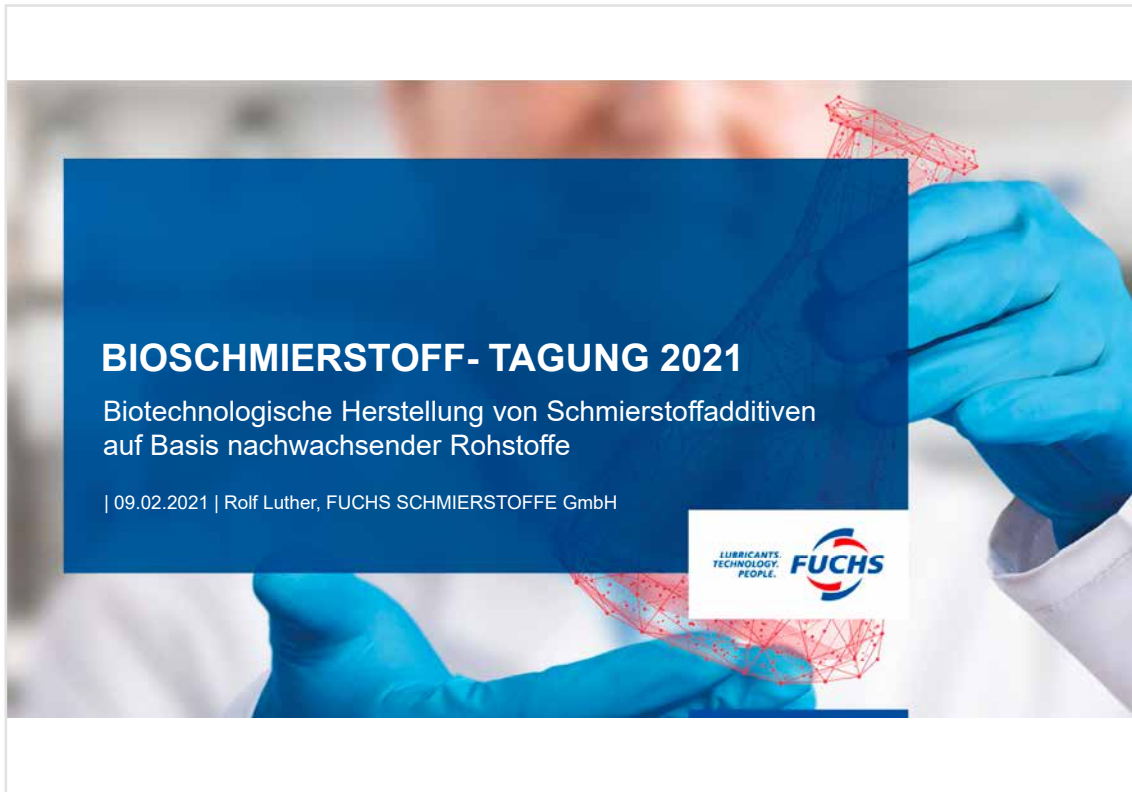 BIOSCHMIERSTOFF- TAGUNG 2021
Biotechnologische Herstellung von Schmierstoffadditiven
auf Basis nachwachsender Rohstoffe
| 09.02.2021 | Rolf Luther, FUCHS SCHMIERSTOFFE GmbH
LUBRICANTS.
TECHNOLOGY.
PEOPLE.
FUCHS